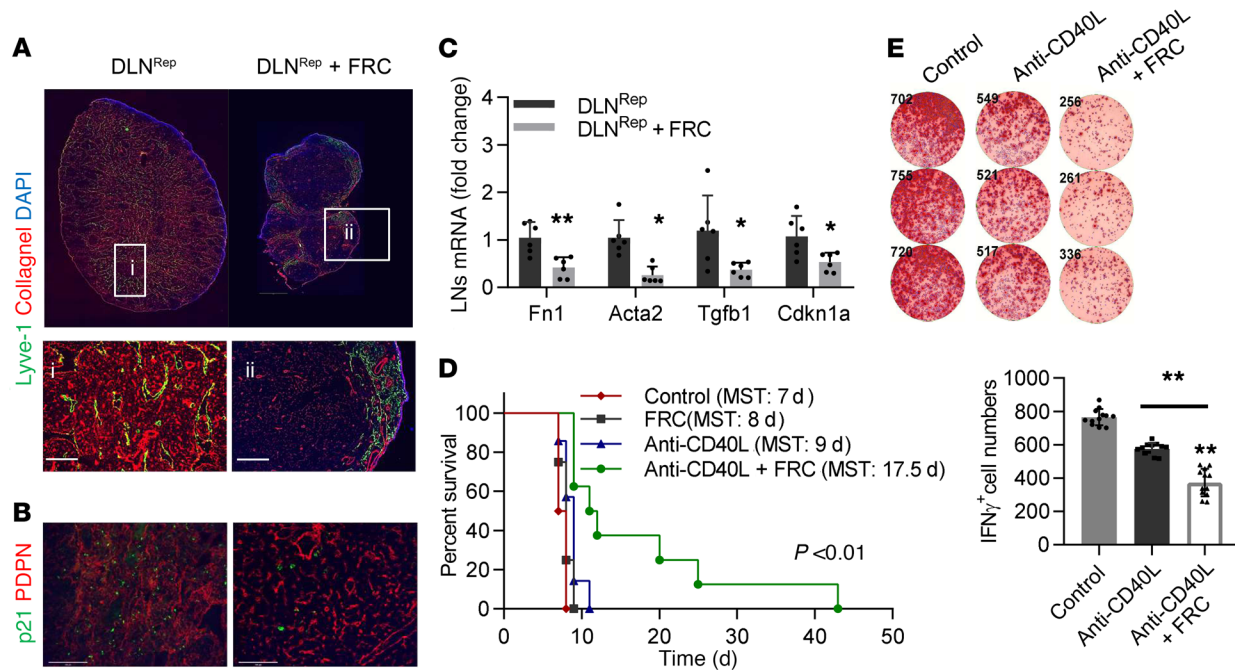 A
DLNRep
DLNRep + FRC
Lyve-1 Collagnel DAPI
i
ii
i
ii
B
p21 PDPN
C
LNs mRNA (fold change)
4
3
2
1
0
DLNRep
DLNRep + FRC
**
*
*
*
Fn1
Acta2
Tgfb1
Cdkn1a
D
Percent survival
100
80
60
40
20
0
Control (MST: 7 d)
FRC(MST: 8 d)
Anti-CD40L (MST: 9 d)
Anti-CD40L + FRC (MST: 17.5 d)
P <0.01
0
10
20
30
40
50
Time (d)
E
Control
Anti-CD40L
Anti-CD40L
+ FRC
702
549
256
755
521
261
720
517
336
IFNγ+cell numbers
1000
800
600
400
200
0
**
**
Control
Anti-CD40L
Anti-CD40L
+ FRC